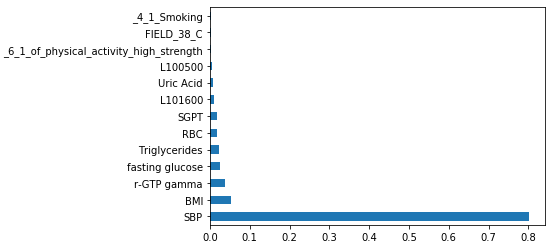 _4_1_Smoking
FIELD_38_C
_6_1_of_physical_activity_high_strength
L100500
Uric Acid
L101600
SGPT
RBC
Triglycerides
fasting glucose
r-GTP gamma
BMI
SBP
0.0 0.1 0.2 0.3 0.4 0.5 0.6 0.7 0.8